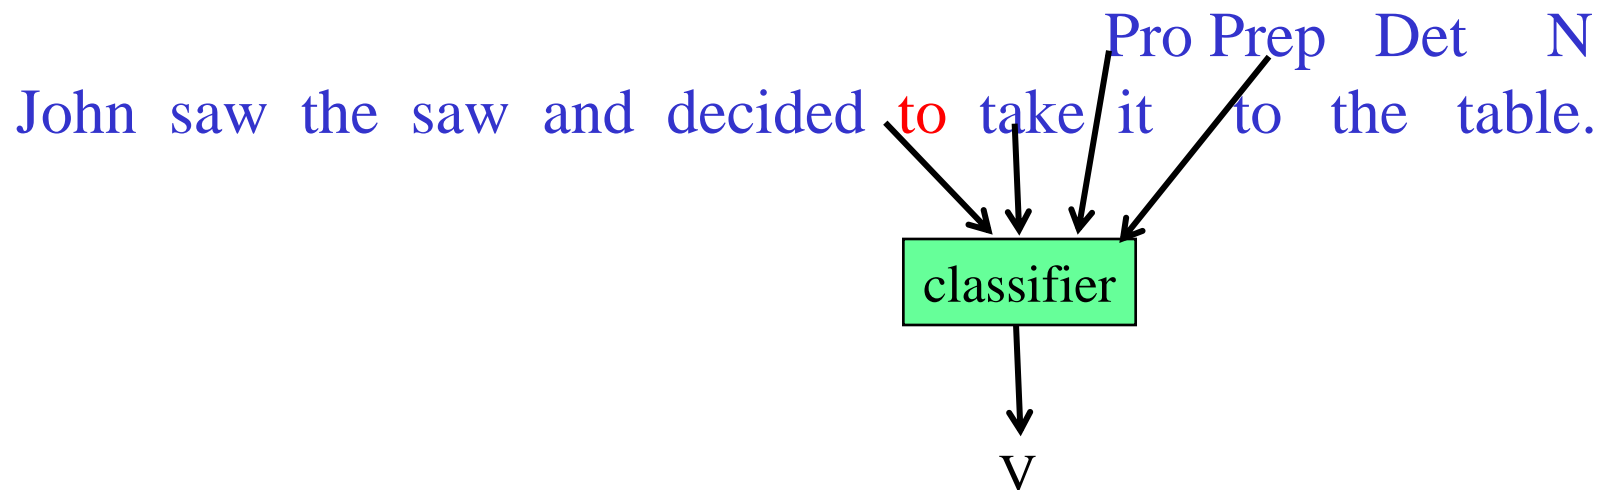 Pro Prep Det N
John saw the saw and decided to take it to the table.
classifier
V